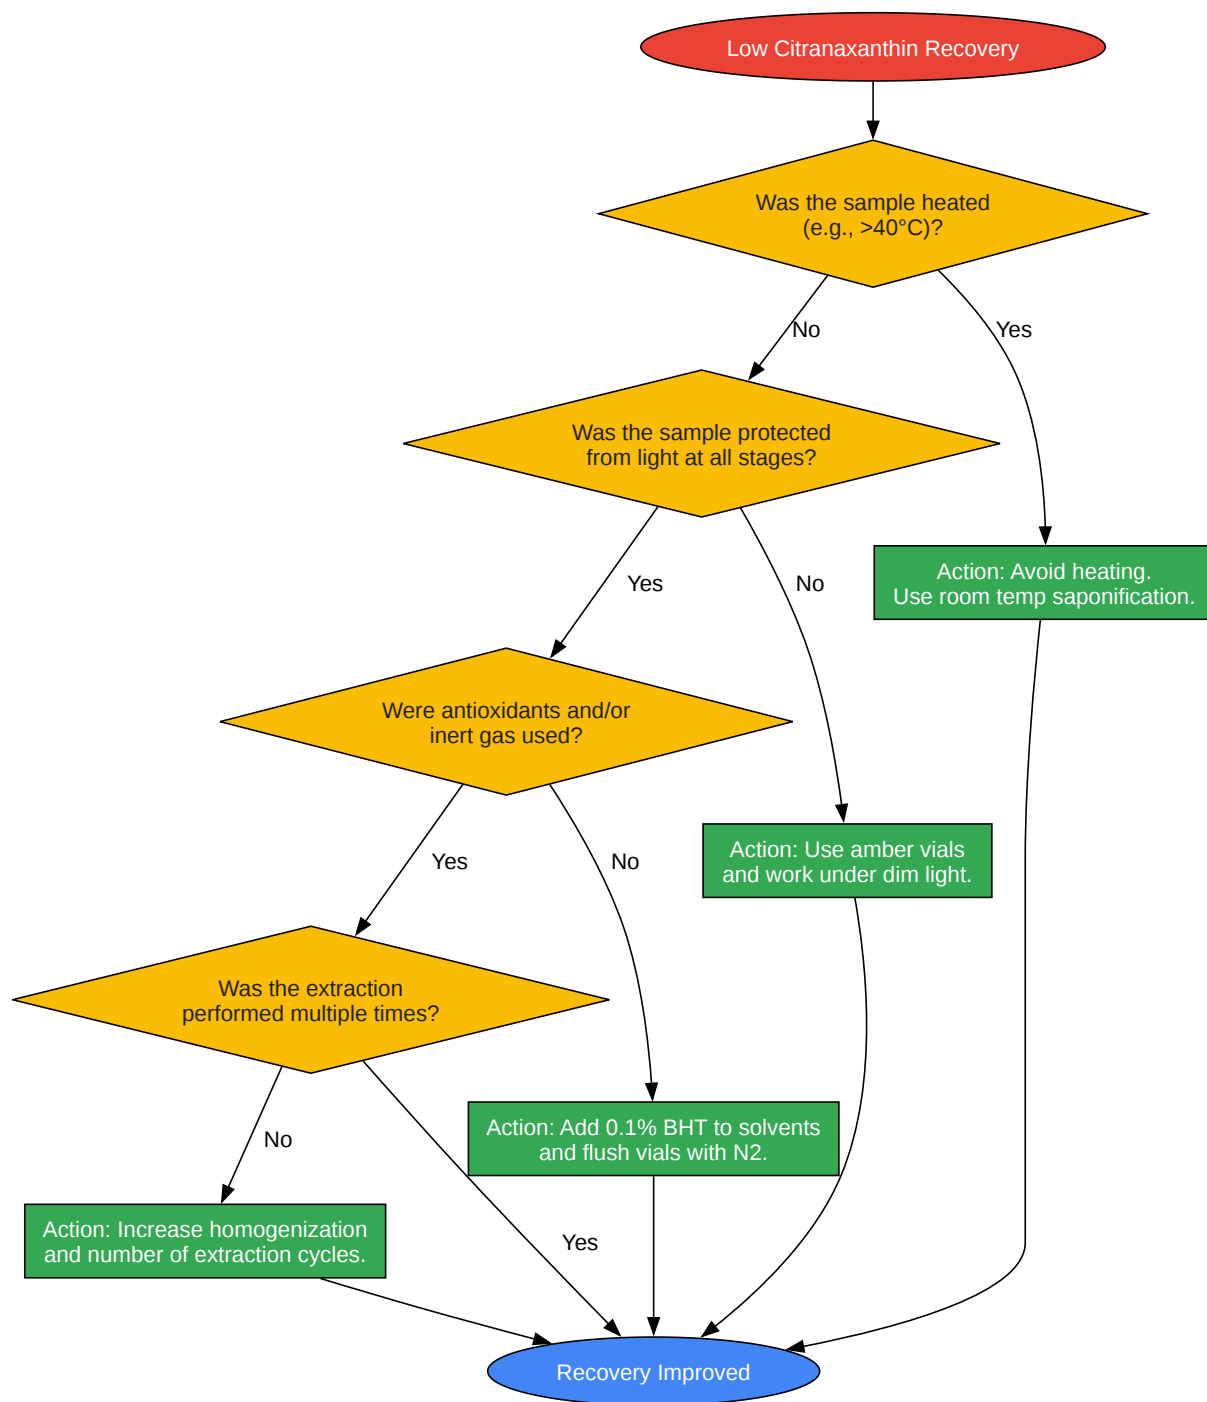 Low Citranaxanthin Recovery
Was the sample heated
(e.g., >40°C)?
No
Yes
Was the sample protected
from light at all stages?
Yes
No
Action: Avoid heating.
Use room temp saponification.
Were antioxidants and/or
inert gas used?
Yes
No
Action: Use amber vials
and work under dim light.
Was the extraction
performed multiple times?
No
Yes
Action: Add 0.1% BHT to solvents
and flush vials with N2.
Action: Increase homogenization
and number of extraction cycles.
Recovery Improved